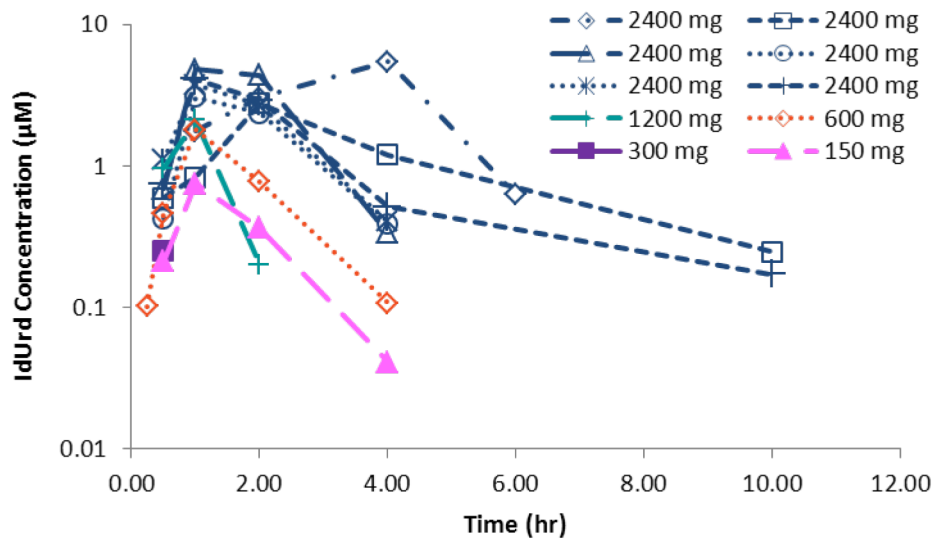 10
1
0.1
0.01
IdUrd Concentration (µM)
2400 mg 2400 mg
2400 mg 2400 mg
2400 mg 2400 mg
1200 mg 600 mg
300 mg 150 mg
0.00 2.00 4.00 6.00 8.00 10.00 12.00
Time (hr)